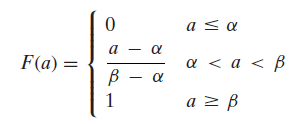 0 a ≤ α
F(a) = { a − α / β − α α < a < β
1 a ≥ β